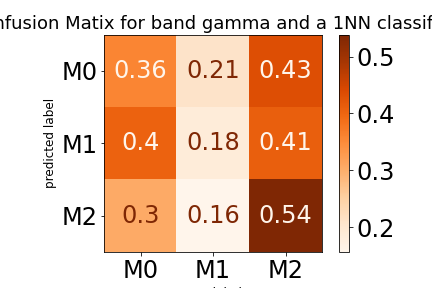 nfusion Matix for band gamma and a 1NN classif
M0 0.36 0.21 0.43
M1 0.4 0.18 0.41
M2 0.3 0.16 0.54
M0 M1 M2
predicted label
0.5
0.4
0.3
0.2